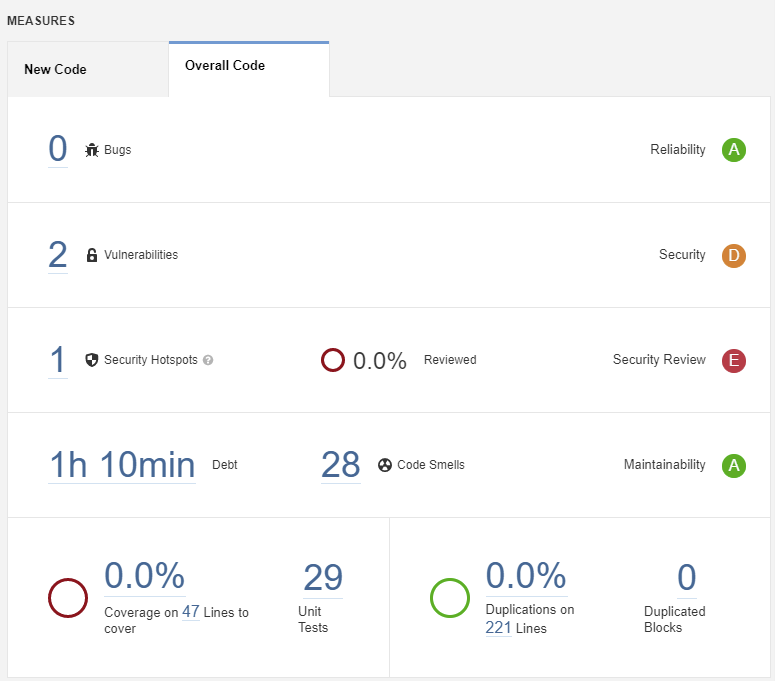 MEASURES
New Code
Overall Code
0 Bugs Reliability A
2 Vulnerabilities Security D
1 Security Hotspots ? 0.0% Reviewed Security Review E
1h 10min Debt 28 Code Smells Maintainability A
0.0%
Coverage on 47 Lines to
cover
29
Unit
Tests
0.0%
Duplications on
221 Lines
0
Duplicated
Blocks